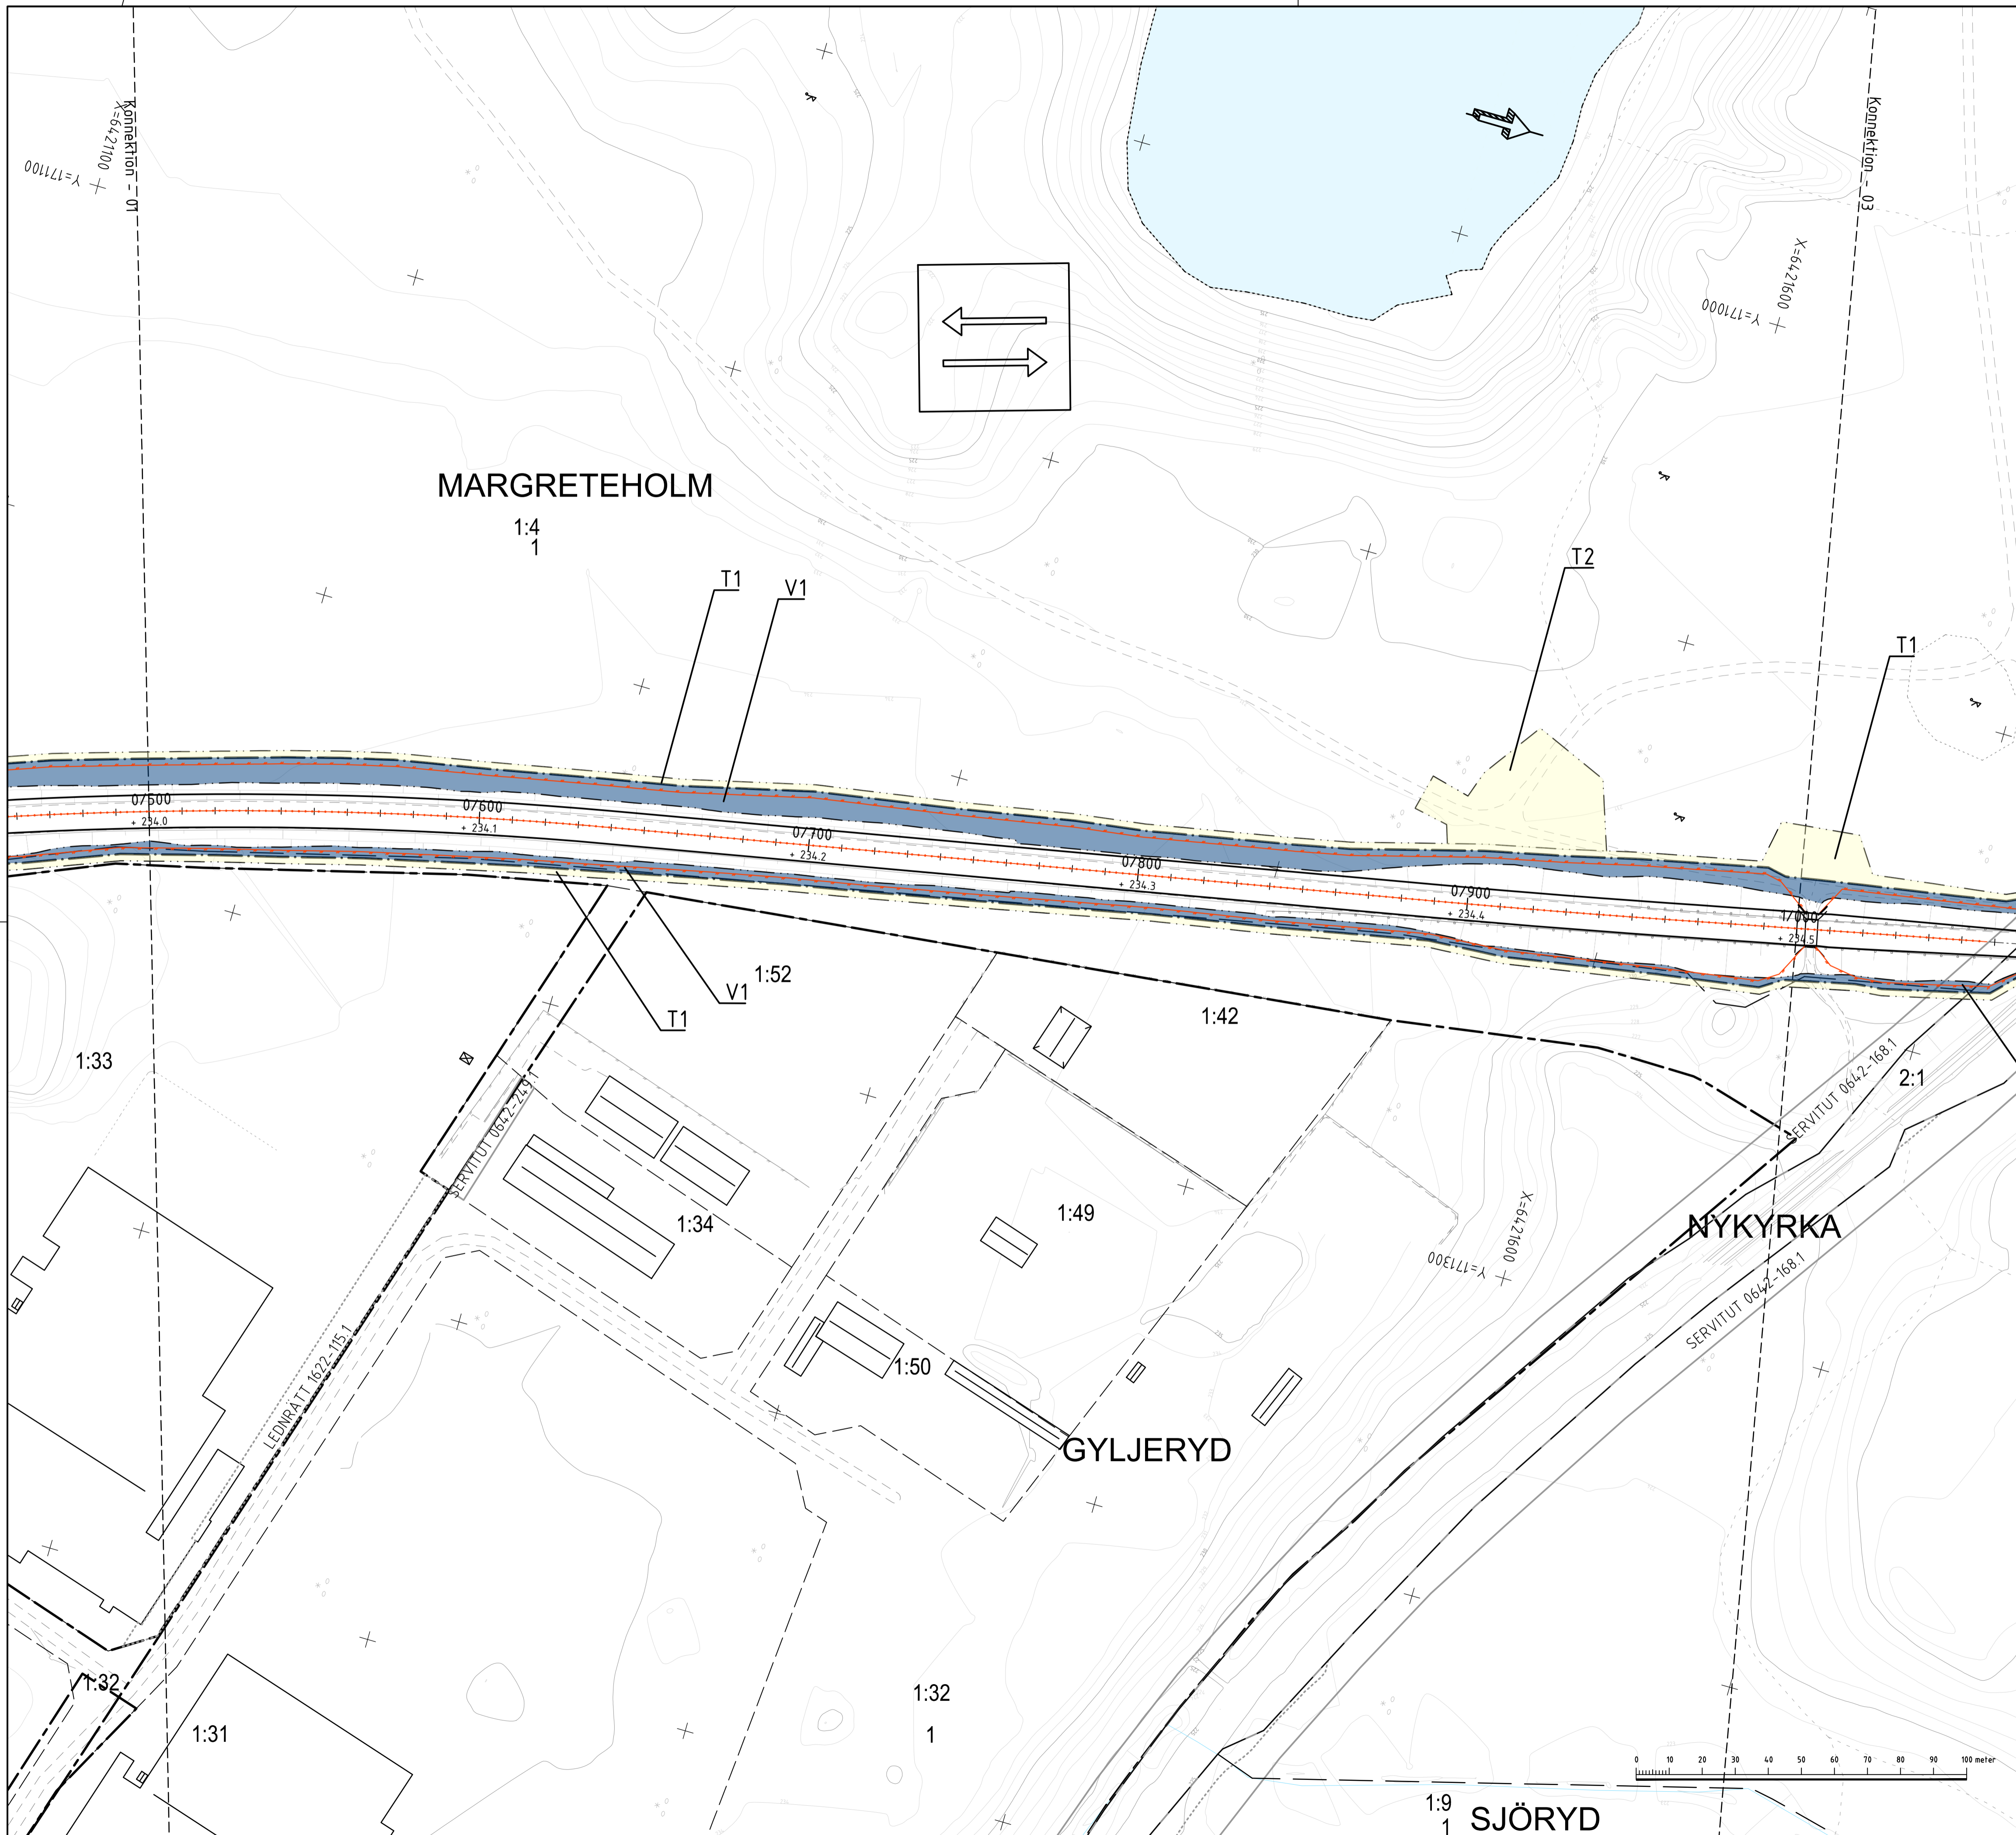 Konnektion - 01
X=6421100
Y=171100
Konnektion - 03
X=6421600
Y=171000
MARGRETEHOLM
1:4
1
T1
V1
T2
T1
0/500
+ 234.0
0/600
+ 234.1
0/700
+ 234.2
0/800
+ 234.3
0/900
+ 234.4
1/000
+ 234.5
1:52
V1
T1
1:42
1:33
SERVITUT 0642-249.1
SERVITUT 0642-168.1
2:1
1:34
1:49
X=6421600
Y=171300
NYKYRKA
SERVITUT 0642-168.1
LEDNRÄTT 1622-115.1
1:50
GYLJERYD
1:32
1:31
1:32
1
0 10 20 30 40 50 60 70 80 90 100 meter
1:9
1
SJÖRYD